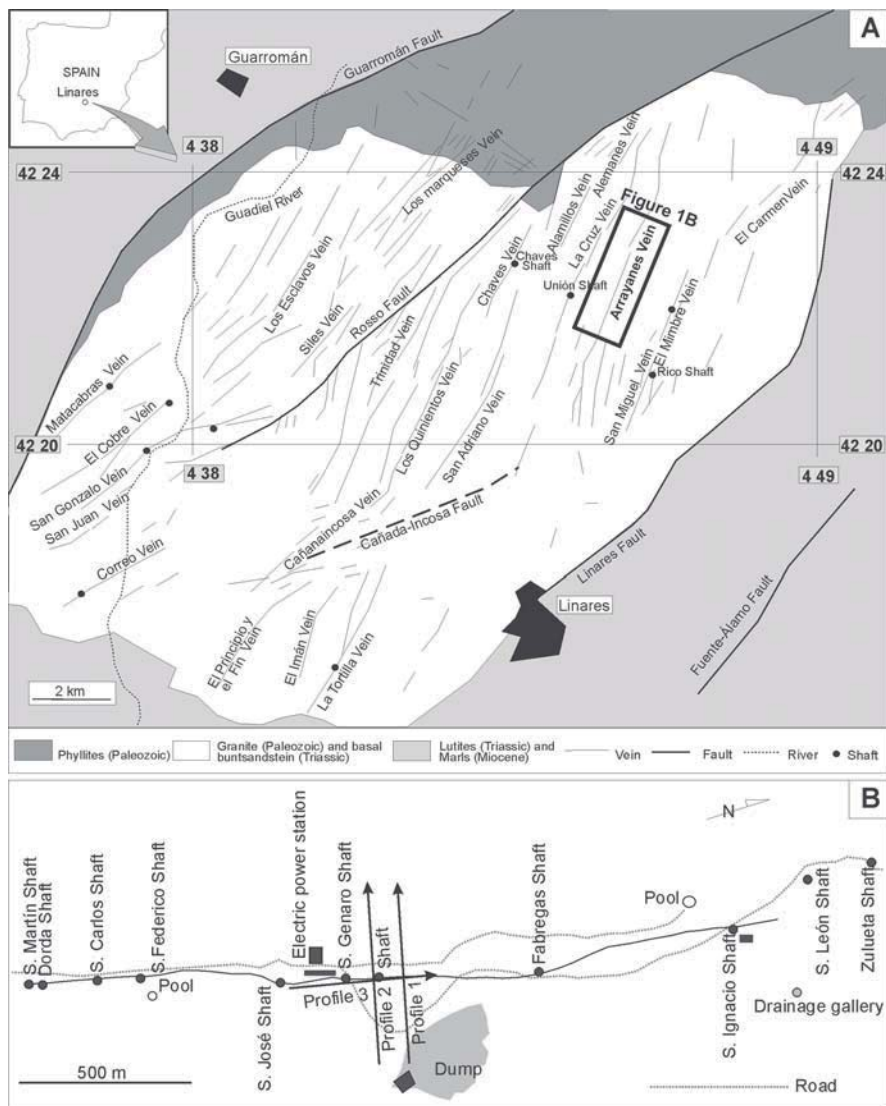 A
SPAIN
Linares
Guarromán
Guarromán Fault
4 38
4 49
42 24
42 24
Guadiel River
Los marqueses Vein
Alamillos Vein
Alemanes Vein
La Cruz Vein
Figure 1B
Arrayanes Vein
El Carmen Vein
Los Esclavos Vein
Siles Vein
Rosso Fault
Chaves Vein
Chaves
Shaft
Unión Shaft
El Mimbre Vein
Rico Shaft
San Miguel Vein
Trinidad Vein
Los Quinientos Vein
San Adriano Vein
Matacabras Vein
El Cobre Vein
San Gonzalo Vein
San Juan Vein
Correo Vein
42 20
42 20
4 38
4 49
Cañanaincosa Vein
Cañada-Incosa Fault
Linares Fault
Linares
Fuente-Álamo Fault
El Principio y
el Fin Vein
El Imán Vein
La Tortilla Vein
2 km
Phyllites (Paleozoic)
Granite (Paleozoic) and basal
buntsandstein (Triassic)
Lutites (Triassic) and
Marls (Miocene)
Vein
Fault
River
Shaft
B
N
S. Martín Shaft
Dorda Shaft
S. Carlos Shaft
S.Federico Shaft
Pool
S. José Shaft
Electric power station
S. Genaro Shaft
Shaft
Profile 3
Profile 2
Profile 1
Dump
Fabregas Shaft
Pool
S. Ignacio Shaft
S. León Shaft
Zulueta Shaft
Drainage gallery
500 m
Road